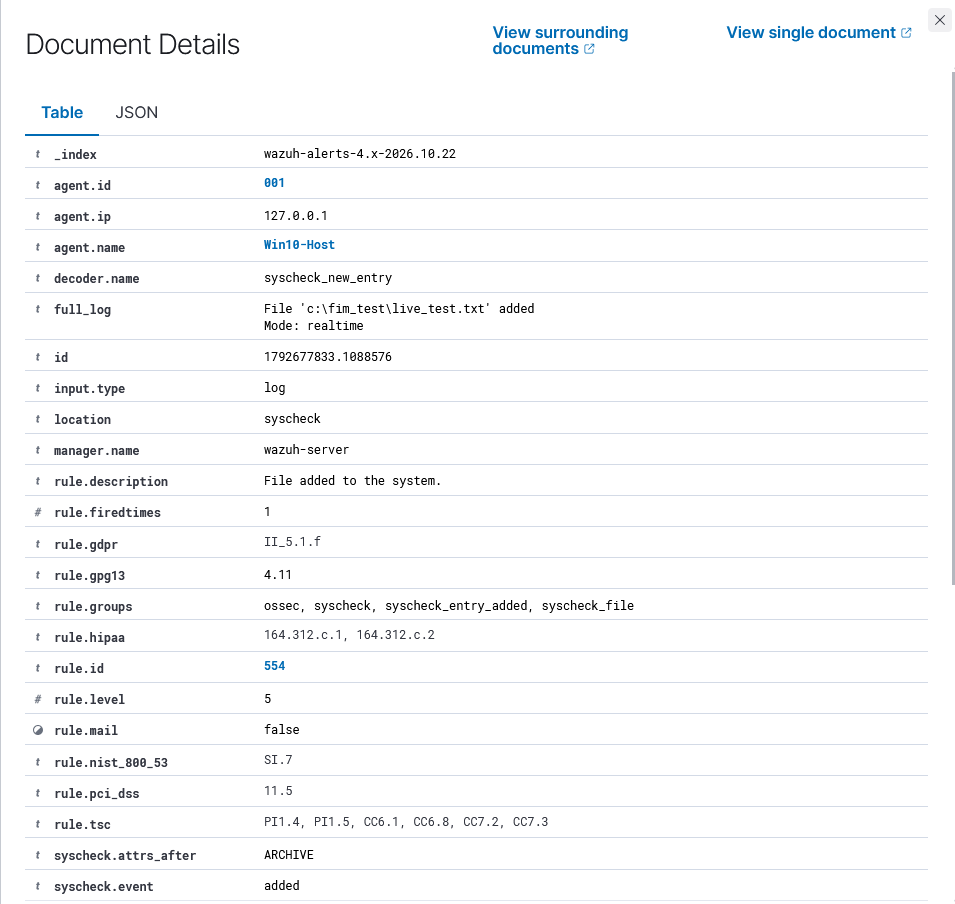 Document Details
View surrounding
documents
View single document
Table
JSON
t _index wazuh-alerts-4.x-2026.10.22
t agent.id 001
t agent.ip 127.0.0.1
t agent.name Win10-Host
t decoder.name syscheck_new_entry
t full_log File 'c:\fim_test\live_test.txt' added
Mode: realtime
t id 1792677833.1088576
t input.type log
t location syscheck
t manager.name wazuh-server
t rule.description File added to the system.
# rule.firedtimes 1
t rule.gdpr II_5.1.f
t rule.gpg13 4.11
t rule.groups ossec, syscheck, syscheck_entry_added, syscheck_file
t rule.hipaa 164.312.c.1, 164.312.c.2
t rule.id 554
# rule.level 5
rule.mail false
t rule.nist_800_53 SI.7
t rule.pci_dss 11.5
t rule.tsc PI1.4, PI1.5, CC6.1, CC6.8, CC7.2, CC7.3
t syscheck.attrs_after ARCHIVE
t syscheck.event added